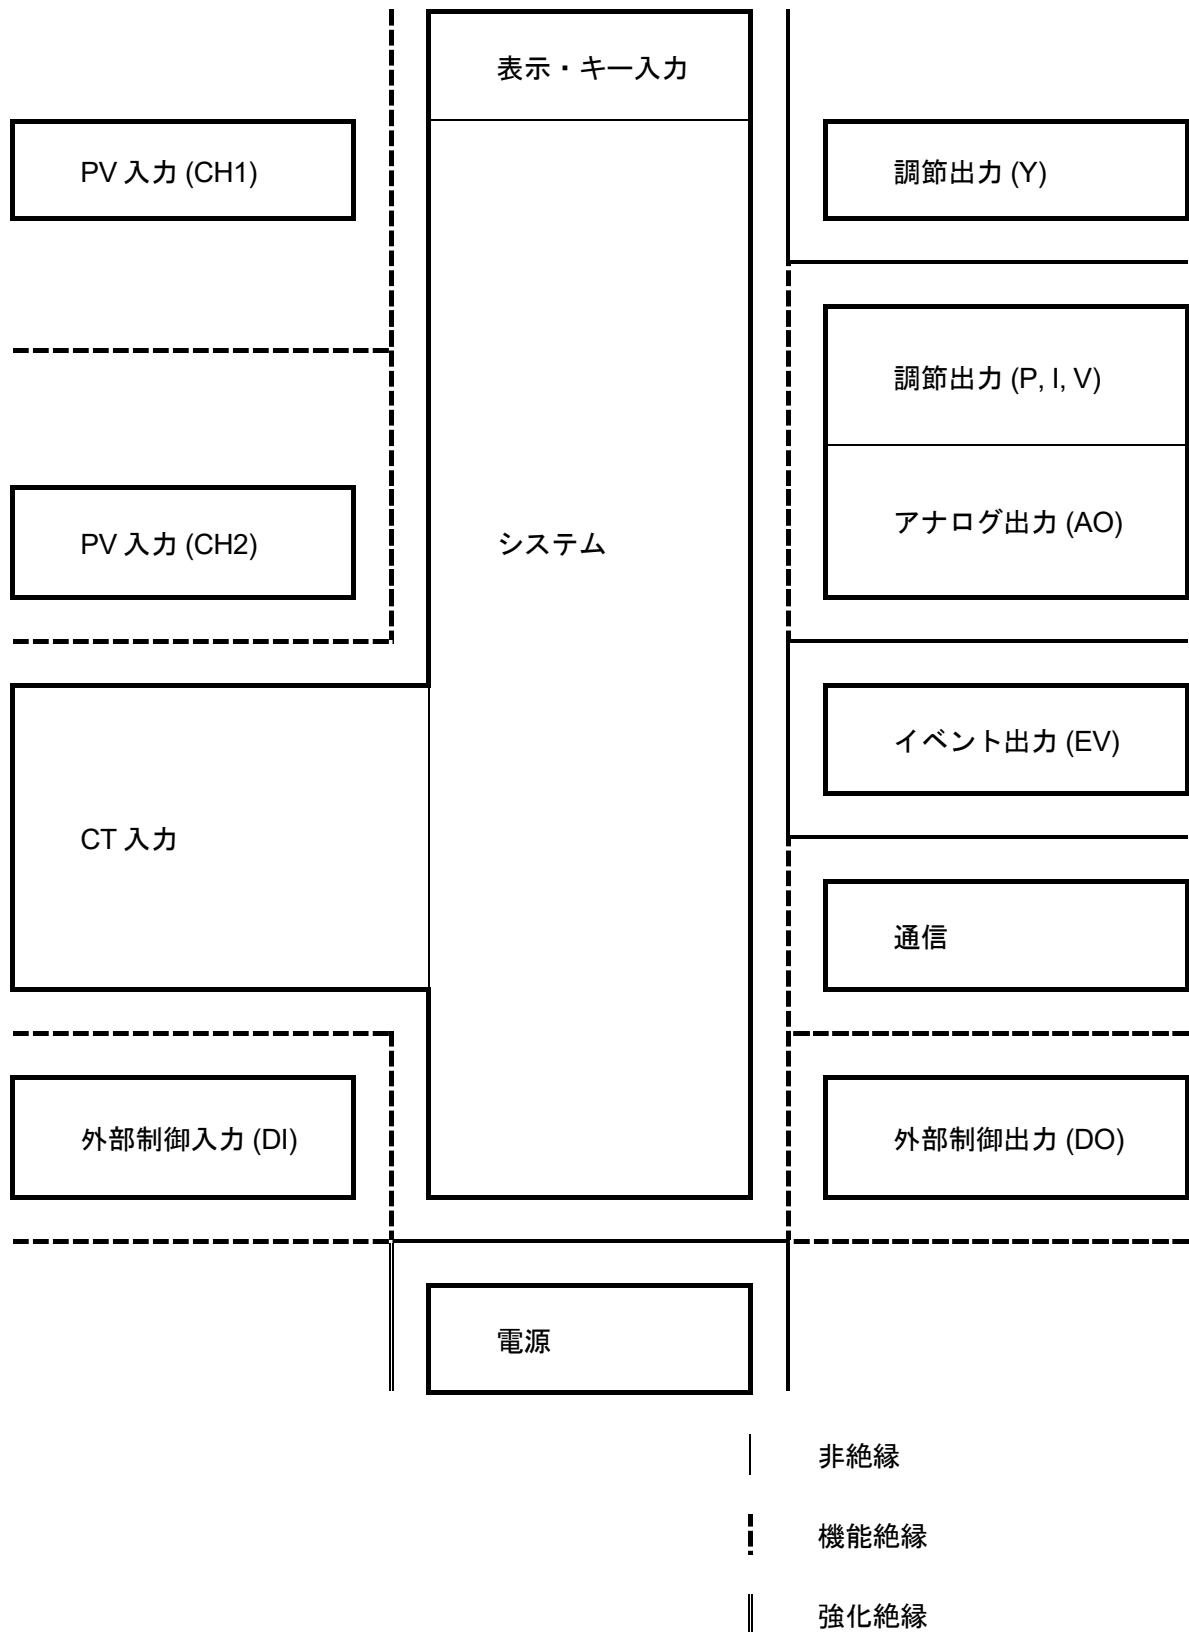 表示・キー入力
PV 入力 (CH1)
調節出力 (Y)
調節出力 (P, I, V)
アナログ出力 (AO)
PV 入力 (CH2)
システム
イベント出力 (EV)
CT 入力
通信
外部制御入力 (DI)
外部制御出力 (DO)
電源
非絶縁
機能絶縁
強化絶縁